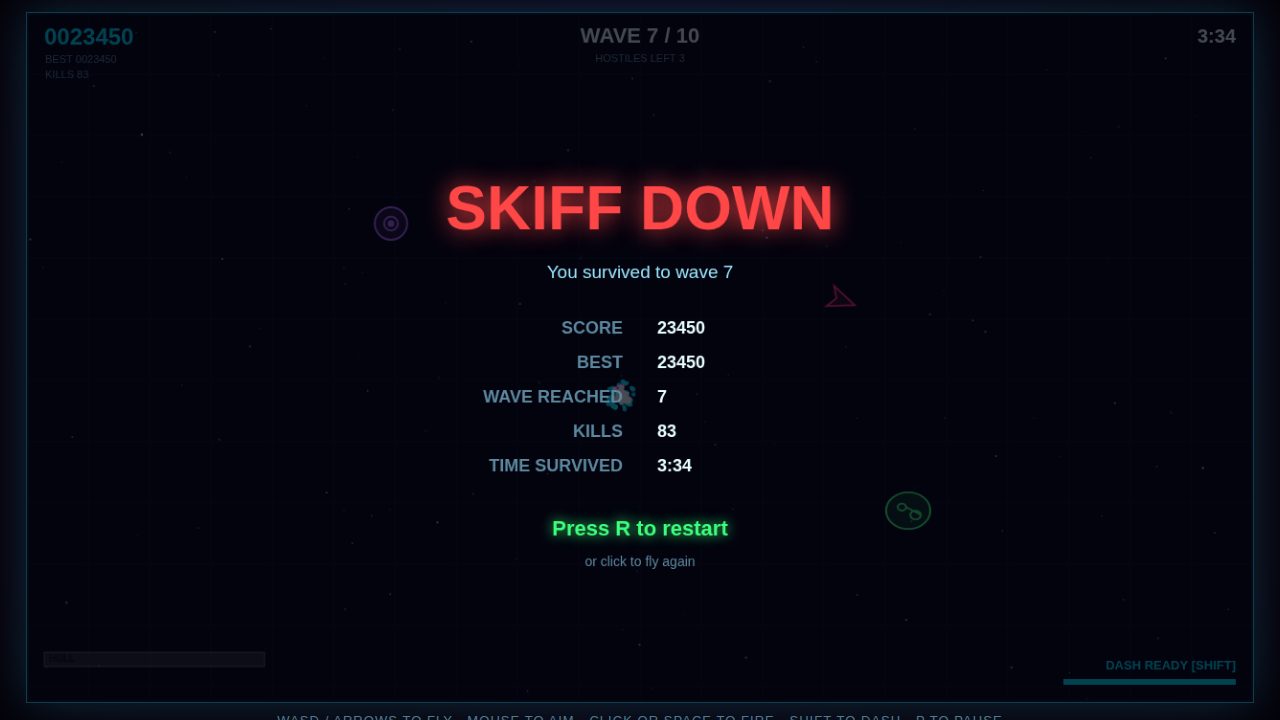 0023450
WAVE 7 / 10
3:34
BEST 0023450
HOSTILES LEFT 3
KILLS 83
SKIFF DOWN
You survived to wave 7
SCORE 23450
BEST 23450
WAVE REACHED 7
KILLS 83
TIME SURVIVED 3:34
Press R to restart
or click to fly again
DASH READY [SHIFT]